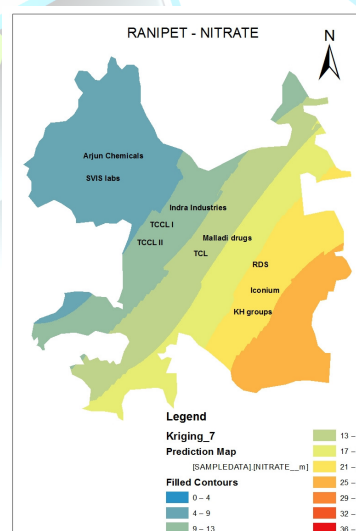 RANIPET - NITRATE
N
Arjun Chemicals
SVIS labs
Indra Industries
TCCL I
Malladi drugs
TCCL II
TCL
RDS
Iconium
KH groups
Legend
Kriging_7
Prediction Map
[SAMPLEDATA].[NITRATE__m]
Filled Contours
0 – 4
4 – 9
9 – 13
13 –
17 –
21 –
25 –
29 –
32 –
36 –